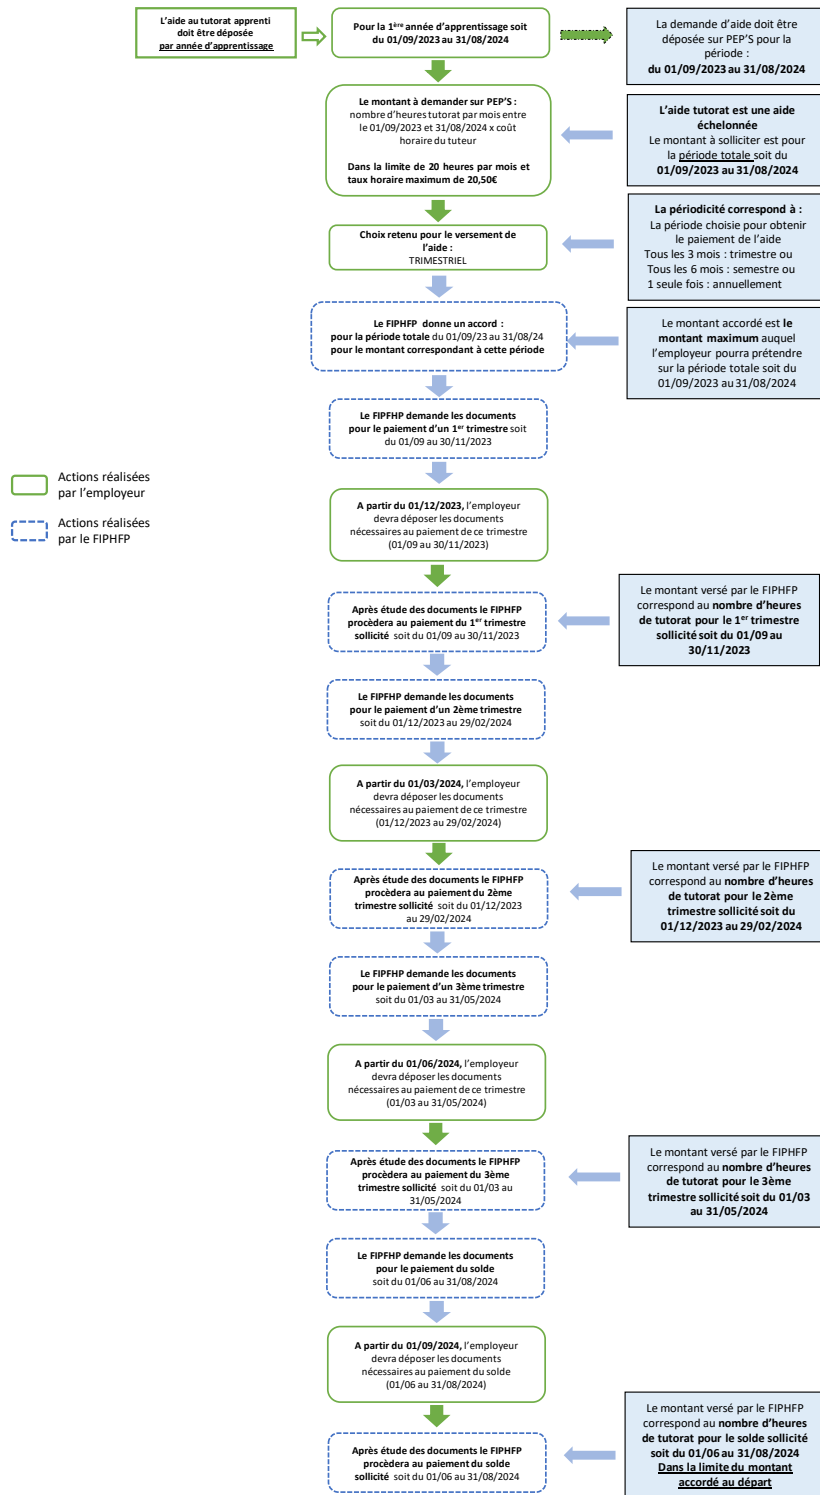 L'aide au tutorat apprenti
doit être déposée
par année d'apprentissage
Pour la 1ère année d'apprentissage soit
du 01/09/2023 au 31/08/2024
La demande d'aide doit être
déposée sur PEP'S pour la
période :
du 01/09/2023 au 31/08/2024
Le montant à demander sur PEP'S :
nombre d'heures tutorat par mois entre
le 01/09/2023 et 31/08/2024 x coût
horaire du tuteur
Dans la limite de 20 heures par mois et
taux horaire maximum de 20,50€
L'aide tutorat est une aide
échelonnée
Le montant à solliciter est pour
la période totale soit du
01/09/2023 au 31/08/2024
Choix retenu pour le versement de
l'aide :
TRIMESTRIEL
La périodicité correspond à :
La période choisie pour obtenir
le paiement de l'aide
Tous les 3 mois : trimestre ou
Tous les 6 mois : semestre ou
1 seule fois : annuellement
Le FIPHFP donne un accord :
pour la période totale du 01/09/23 au 31/08/24
pour le montant correspondant à cette période
Le montant accordé est le
montant maximum auquel
l'employeur pourra prétendre
sur la période totale soit du
01/09/2023 au 31/08/2024
Le FIPFHP demande les documents
pour le paiement d'un 1er trimestre soit
du 01/09 au 30/11/2023
Actions réalisées
par l'employeur
Actions réalisées
par le FIPHFP
A partir du 01/12/2023, l'employeur
devra déposer les documents
nécessaires au paiement de ce trimestre
(01/09 au 30/11/2023)
Après étude des documents le FIPHFP
procèdera au paiement du 1er trimestre
sollicité soit du 01/09 au 30/11/2023
Le montant versé par le FIPHFP
correspond au nombre d'heures
de tutorat pour le 1er trimestre
sollicité soit du 01/09 au
30/11/2023
Le FIPFHP demande les documents
pour le paiement d'un 2ème trimestre
soit du 01/12/2023 au 29/02/2024
A partir du 01/03/2024, l'employeur
devra déposer les documents
nécessaires au paiement de ce trimestre
(01/12/2023 au 29/02/2024)
Après étude des documents le FIPHFP
procèdera au paiement du 2ème
trimestre sollicité soit du 01/12/2023
au 29/02/2024
Le montant versé par le FIPHFP
correspond au nombre d'heures
de tutorat pour le 2ème
trimestre sollicité soit du
01/12/2023 au 29/02/2024
Le FIPFHP demande les documents
pour le paiement d'un 3ème trimestre
soit du 01/03 au 31/05/2024
A partir du 01/06/2024, l'employeur
devra déposer les documents
nécessaires au paiement de ce trimestre
(01/03 au 31/05/2024)
Après étude des documents le FIPHFP
procèdera au paiement du 3ème
trimestre sollicité soit du 01/03 au
31/05/2024
Le montant versé par le FIPHFP
correspond au nombre d'heures
de tutorat pour le 3ème
trimestre sollicité soit du 01/03
au 31/05/2024
Le FIPFHP demande les documents
pour le paiement du solde
soit du 01/06 au 31/08/2024
A partir du 01/09/2024, l'employeur
devra déposer les documents
nécessaires au paiement du solde
(01/06 au 31/08/2024)
Après étude des documents le FIPHFP
procèdera au paiement du solde
sollicité soit du 01/06 au 31/08/2024
Le montant versé par le FIPHFP
correspond au nombre d'heures
de tutorat pour le solde sollicité
soit du 01/06 au 31/08/2024
Dans la limite du montant
accordé au départ